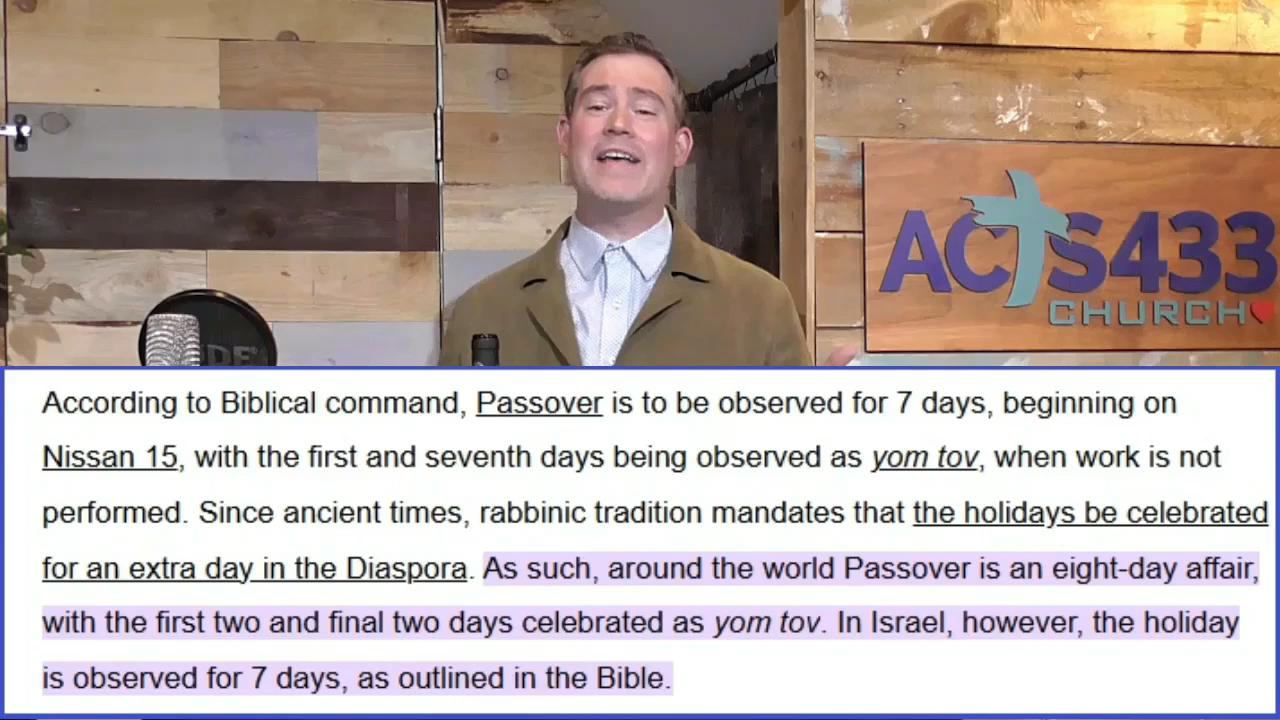 ACTS433
CHURCH
According to Biblical command, Passover is to be observed for 7 days, beginning on
Nissan 15, with the first and seventh days being observed as yom tov, when work is not
performed. Since ancient times, rabbinic tradition mandates that the holidays be celebrated
for an extra day in the Diaspora. As such, around the world Passover is an eight-day affair,
with the first two and final two days celebrated as yom tov. In Israel, however, the holiday
is observed for 7 days, as outlined in the Bible.